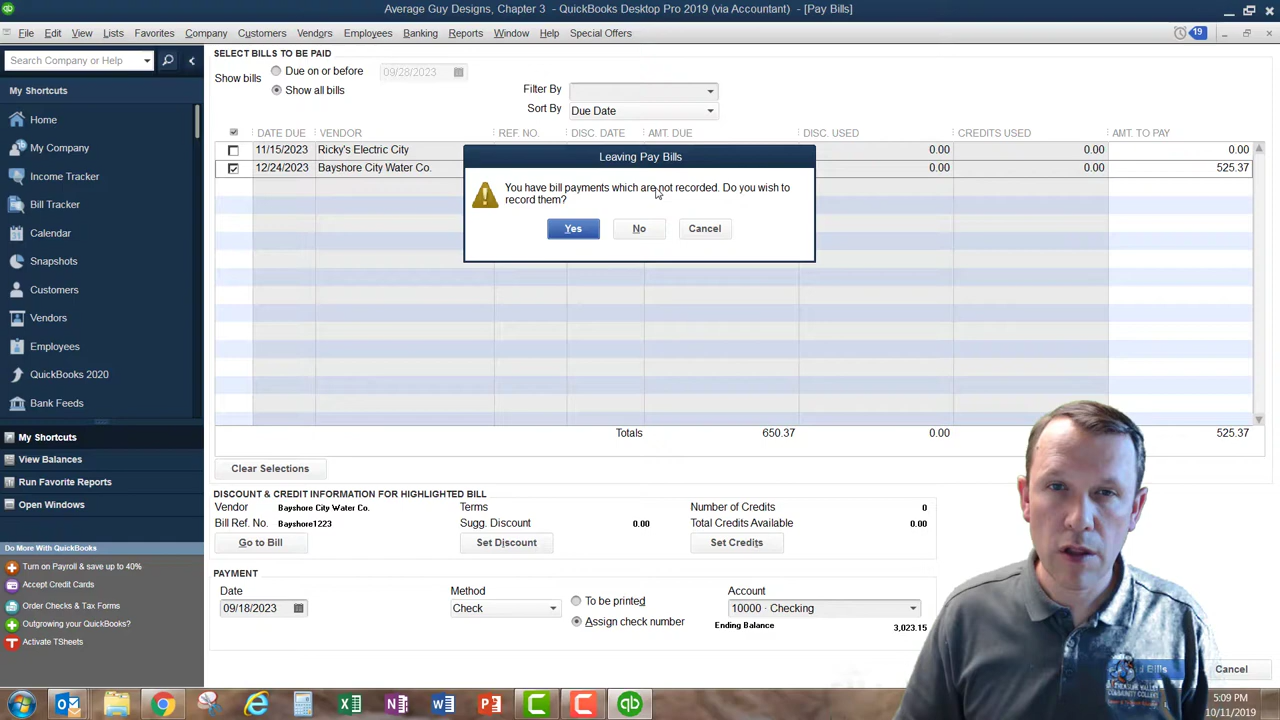 Average Guy Designs, Chapter 3 - QuickBooks Desktop Pro 2019 (via Accountant) - [Pay Bills]
File Edit View Lists Favorites Company Customers Vendors Employees Banking Reports Window Help Special Offers 19
Search Company or Help
My Shortcuts
Home
My Company
Income Tracker
Bill Tracker
Calendar
Snapshots
Customers
Vendors
Employees
QuickBooks 2020
Bank Feeds
My Shortcuts
View Balances
Run Favorite Reports
Open Windows
Do More With QuickBooks
Turn on Payroll & save up to 40%
Accept Credit Cards
Order Checks & Tax Forms
Outgrowing your QuickBooks?
Activate TSheets
SELECT BILLS TO BE PAID
Show bills Due on or before 09/28/2023
Show all bills
Filter By
Sort By Due Date
DATE DUE VENDOR REF. NO. DISC. DATE AMT. DUE DISC. USED CREDITS USED AMT. TO PAY
11/15/2023 Ricky's Electric City 0.00 0.00 0.00
12/24/2023 Bayshore City Water Co. 0.00 0.00 525.37
Leaving Pay Bills
You have bill payments which are not recorded. Do you wish to
record them?
Yes No Cancel
Totals 650.37 0.00 525.37
Clear Selections
DISCOUNT & CREDIT INFORMATION FOR HIGHLIGHTED BILL
Vendor Bayshore City Water Co. Terms Number of Credits 0
Bill Ref. No. Bayshore1223 Sugg. Discount 0.00 Total Credits Available 0.00
Go to Bill Set Discount Set Credits
PAYMENT
Date Method Account
09/18/2023 Check To be printed 10000 · Checking
Assign check number Ending Balance 3,023.15
Bills Cancel
5:09 PM
10/11/2019